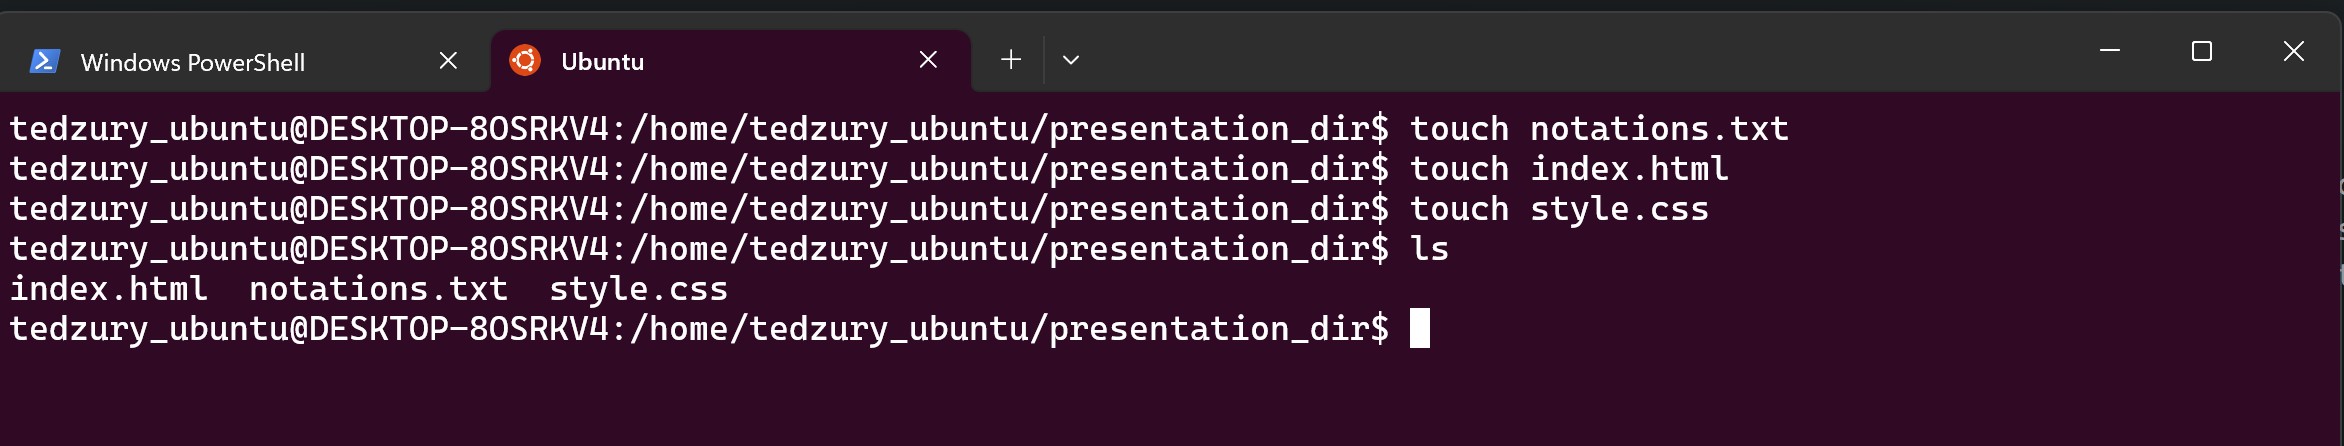 Windows PowerShell
Ubuntu
tedzury_ubuntu@DESKTOP-8OSRKV4:/home/tedzury_ubuntu/presentation_dir$ touch notations.txt
tedzury_ubuntu@DESKTOP-8OSRKV4:/home/tedzury_ubuntu/presentation_dir$ touch index.html
tedzury_ubuntu@DESKTOP-8OSRKV4:/home/tedzury_ubuntu/presentation_dir$ touch style.css
tedzury_ubuntu@DESKTOP-8OSRKV4:/home/tedzury_ubuntu/presentation_dir$ ls
index.html  notations.txt  style.css
tedzury_ubuntu@DESKTOP-8OSRKV4:/home/tedzury_ubuntu/presentation_dir$